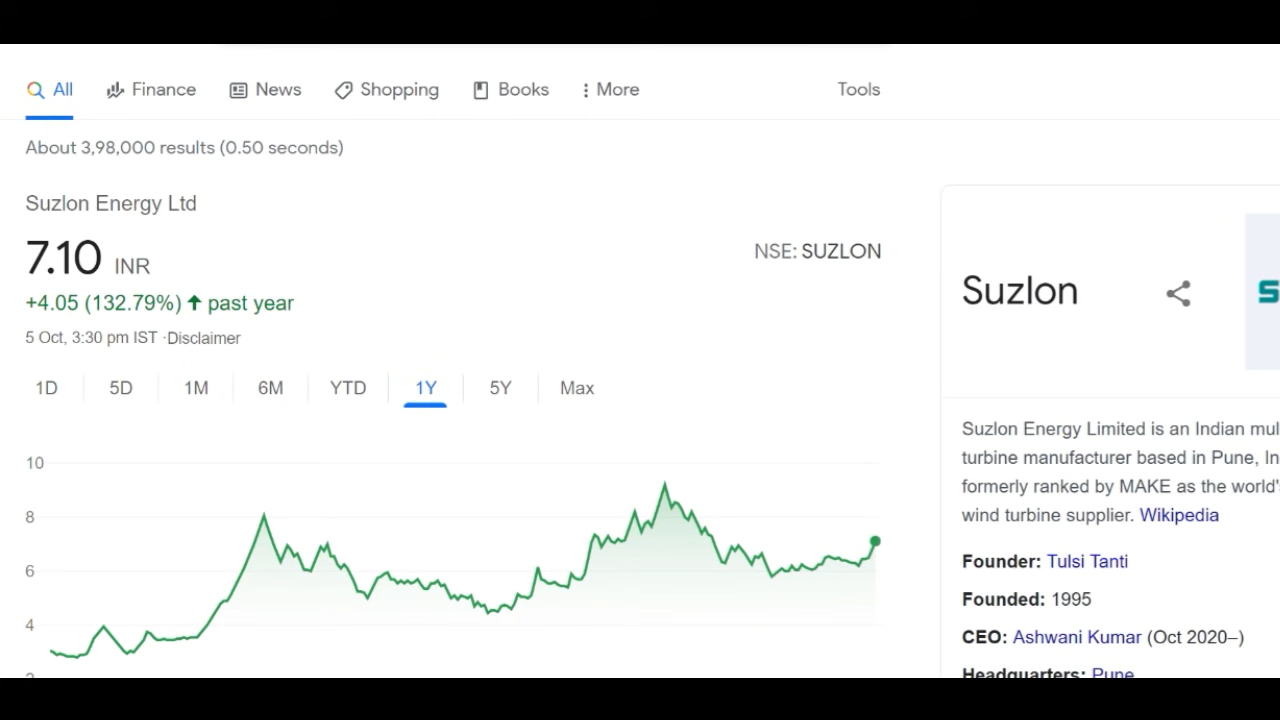 All Finance News Shopping Books More Tools
About 3,98,000 results (0.50 seconds)
Suzlon Energy Ltd
7.10 INR
NSE: SUZLON
+4.05 (132.79%) ↑ past year
5 Oct, 3:30 pm IST ·Disclaimer
1D 5D 1M 6M YTD 1Y 5Y Max
10
8
6
4
Suzlon
Suzlon Energy Limited is an Indian mul
turbine manufacturer based in Pune, In
formerly ranked by MAKE as the world'
wind turbine supplier. Wikipedia
Founder: Tulsi Tanti
Founded: 1995
CEO: Ashwani Kumar (Oct 2020–)
Headquarters: Pune